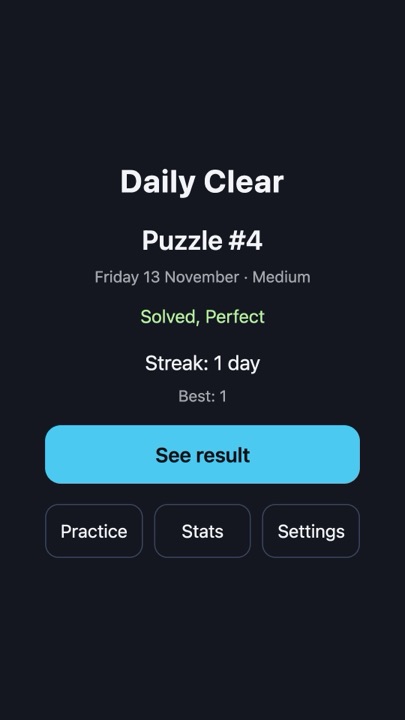 Daily Clear
Puzzle #4
Friday 13 November · Medium
Solved, Perfect
Streak: 1 day
Best: 1
See result
Practice
Stats
Settings